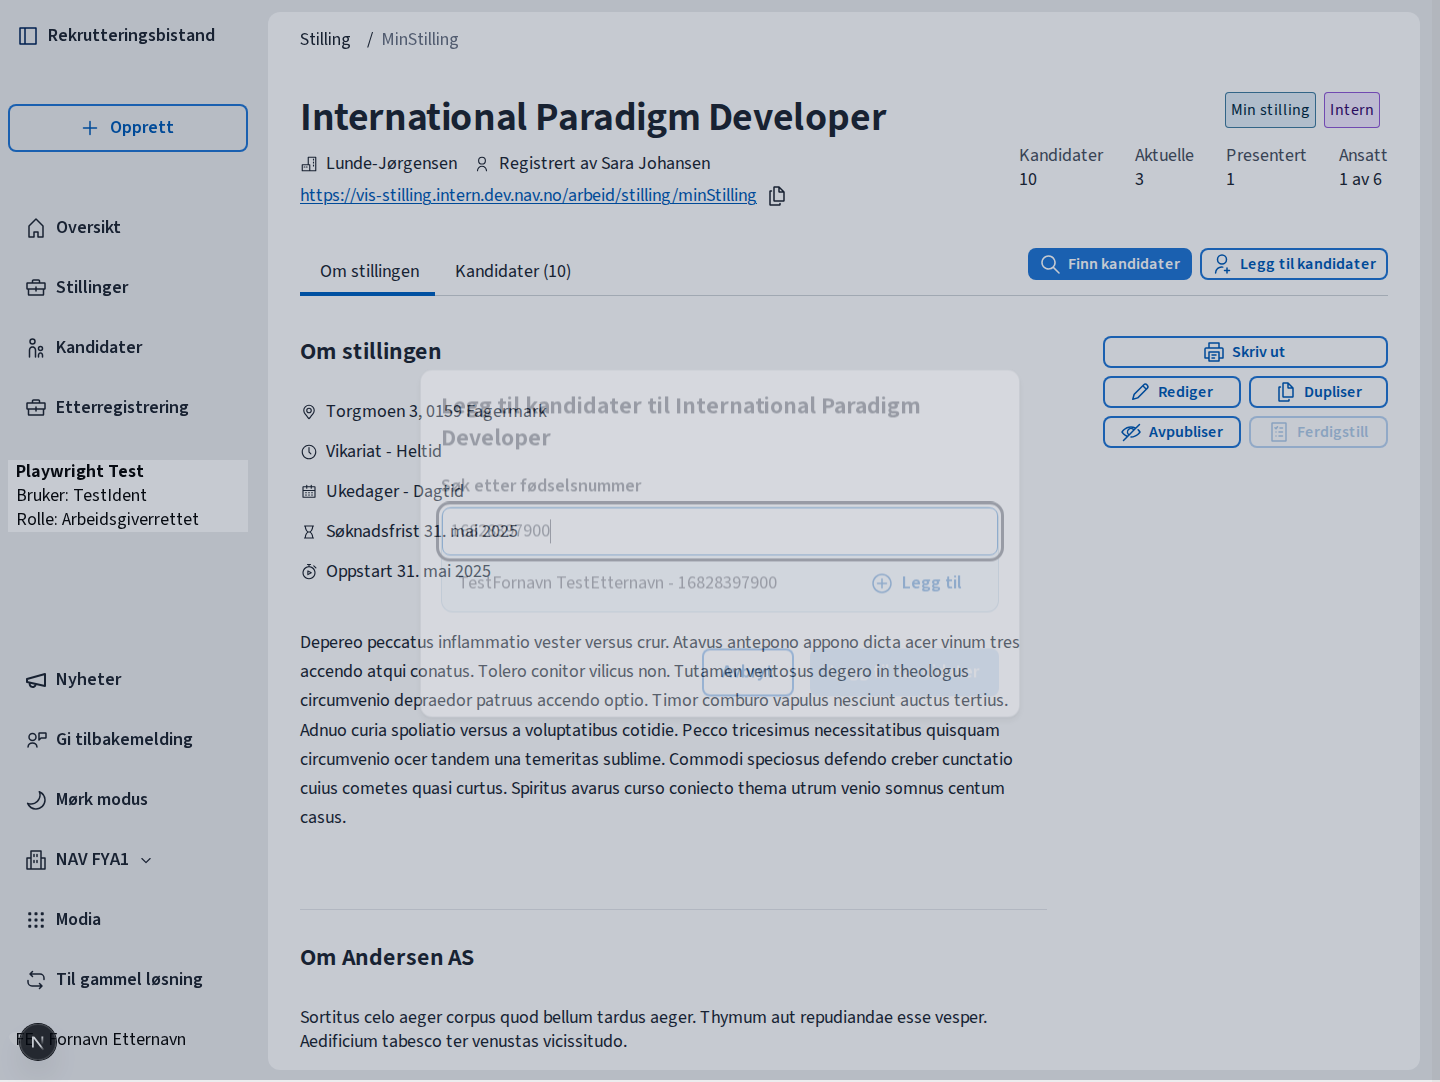 Rekrutteringsbistand
Opprett
Oversikt
Stillinger
Kandidater
Etterregistrering
Playwright Test
Bruker: TestIdent
Rolle: Arbeidsgiverrettet
Nyheter
Gi tilbakemelding
Mørk modus
NAV FYA1
Modia
Til gammel løsning
Fornavn Etternavn
Stilling / MinStilling
International Paradigm Developer
Min stilling Intern
Lunde-Jørgensen Registrert av Sara Johansen
https://vis-stilling.intern.dev.nav.no/arbeid/stilling/minStilling
Kandidater Aktuelle Presentert Ansatt
10 3 1 1 av 6
Om stillingen Kandidater (10)
Finn kandidater Legg til kandidater
Om stillingen
Torgmoen 3, 0159 Fagermark
Vikariat - Heltid
Ukedager - Dagtid
Søknadsfrist 31. mai 2025
Oppstart 31. mai 2025
Skriv ut
Rediger Dupliser
Avpubliser Ferdigstill
Legg til kandidater til International Paradigm
Developer
Søk etter fødselsnummer
16828397900
TestFornavn TestEtternavn - 16828397900 Legg til
Avbryt
Depereo peccatus inflammatio vester versus crur. Atavus antepono appono dicta acer vinum tres
accendo atqui conatus. Tolero conitor vilicus non. Tutamen ventosus degero in theologus
circumvenio depraedor patruus accendo optio. Timor comburo vapulus nesciunt auctus tertius.
Adnuo curia spoliatio versus a voluptatibus cotidie. Pecco tricesimus necessitatibus quisquam
circumvenio ocer tandem una temeritas sublime. Commodi speciosus defendo creber cunctatio
cuius cometes quasi curtus. Spiritus avarus curso coniecto thema utrum venio somnus centum
casus.
Om Andersen AS
Sortitus celo aeger corpus quod bellum tardus aeger. Thymum aut repudiandae esse vesper.
Aedificium tabesco ter venustas vicissitudo.